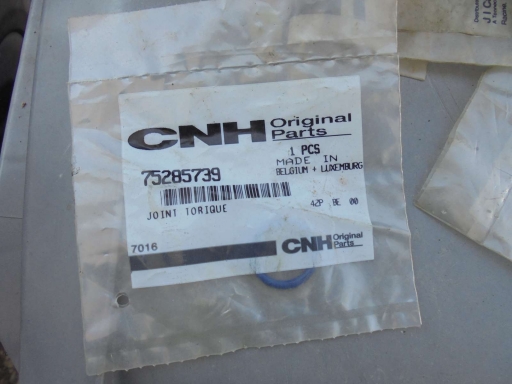 CNH Original Parts
1 PCS
75285739
MADE IN
BELGIUM + LUXEMBURG
JOINT TORIQUE
42P BE 00
7016
CNH Original Parts
J I C